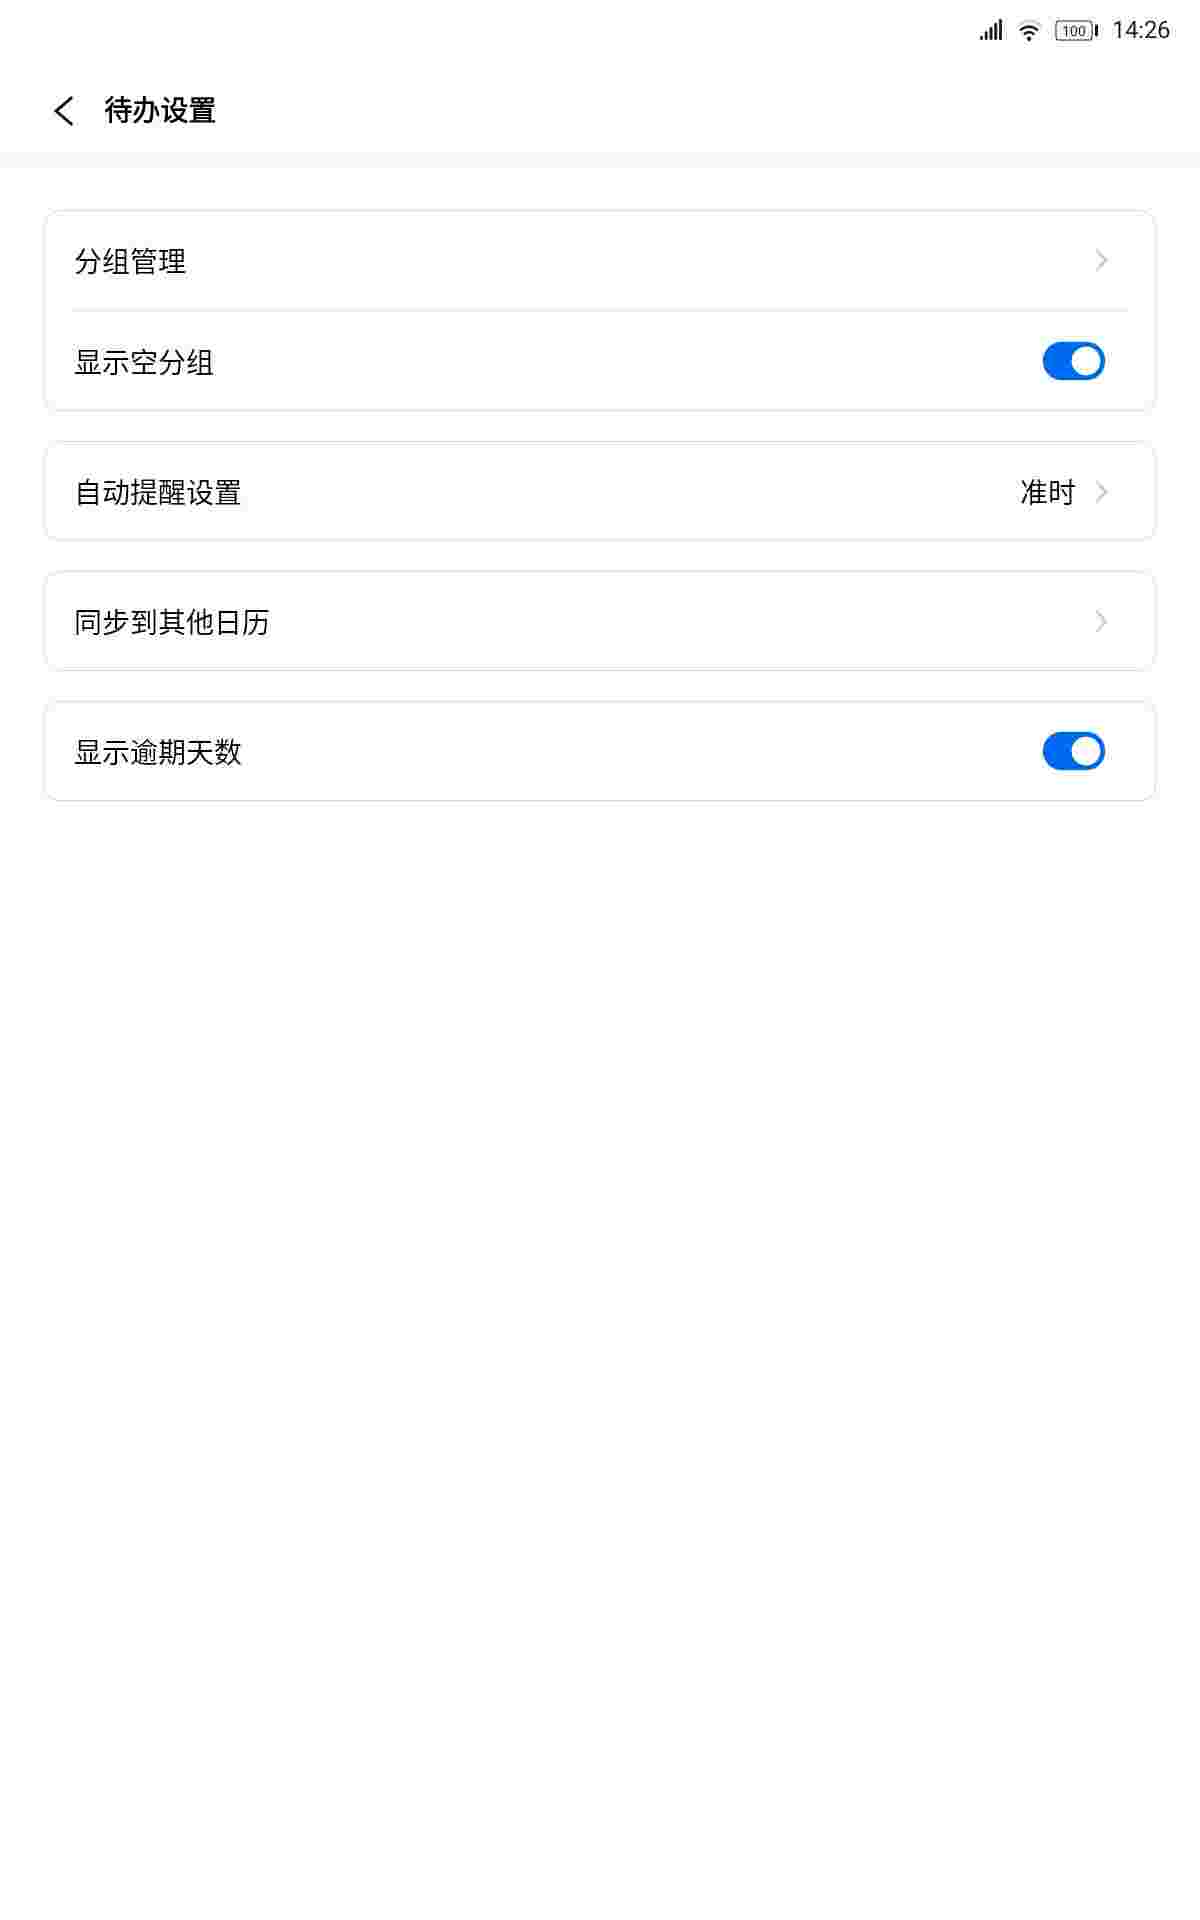 100 14:26
待办设置
分组管理
显示空分组
自动提醒设置 准时
同步到其他日历
显示逾期天数